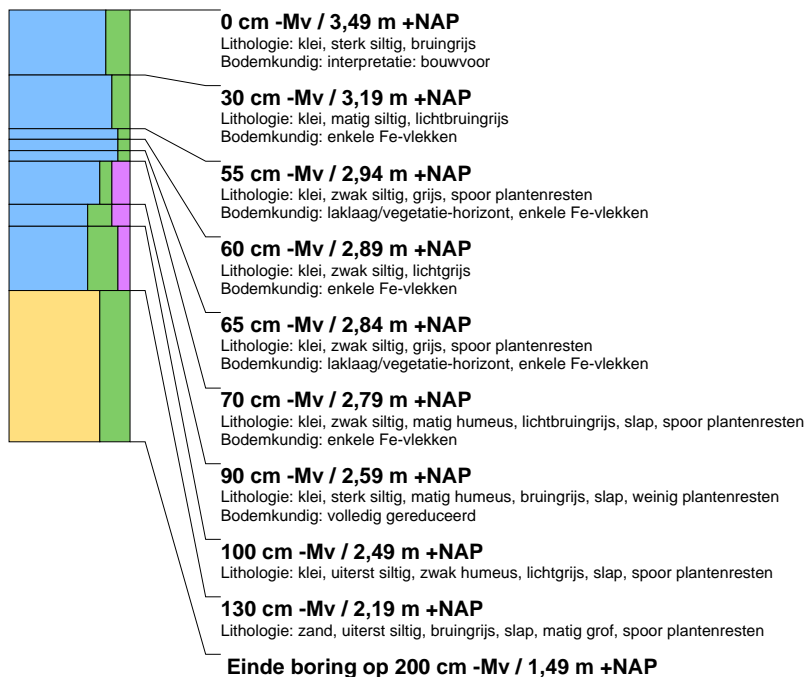 0 cm -Mv / 3,49 m +NAP
Lithologie: klei, sterk siltig, bruingrijs
Bodemkundig: interpretatie: bouwvoor
30 cm -Mv / 3,19 m +NAP
Lithologie: klei, matig siltig, lichtbruingrijs
Bodemkundig: enkele Fe-vlekken
55 cm -Mv / 2,94 m +NAP
Lithologie: klei, zwak siltig, grijs, spoor plantenresten
Bodemkundig: laklaag/vegetatie-horizont, enkele Fe-vlekken
60 cm -Mv / 2,89 m +NAP
Lithologie: klei, zwak siltig, lichtgrijs
Bodemkundig: enkele Fe-vlekken
65 cm -Mv / 2,84 m +NAP
Lithologie: klei, zwak siltig, grijs, spoor plantenresten
Bodemkundig: laklaag/vegetatie-horizont, enkele Fe-vlekken
70 cm -Mv / 2,79 m +NAP
Lithologie: klei, zwak siltig, matig humeus, lichtbruingrijs, slap, spoor plantenresten
Bodemkundig: enkele Fe-vlekken
90 cm -Mv / 2,59 m +NAP
Lithologie: klei, sterk siltig, matig humeus, bruingrijs, slap, weinig plantenresten
Bodemkundig: volledig gereduceerd
100 cm -Mv / 2,49 m +NAP
Lithologie: klei, uiterst siltig, zwak humeus, lichtgrijs, slap, spoor plantenresten
130 cm -Mv / 2,19 m +NAP
Lithologie: zand, uiterst siltig, bruingrijs, slap, matig grof, spoor plantenresten
Einde boring op 200 cm -Mv / 1,49 m +NAP